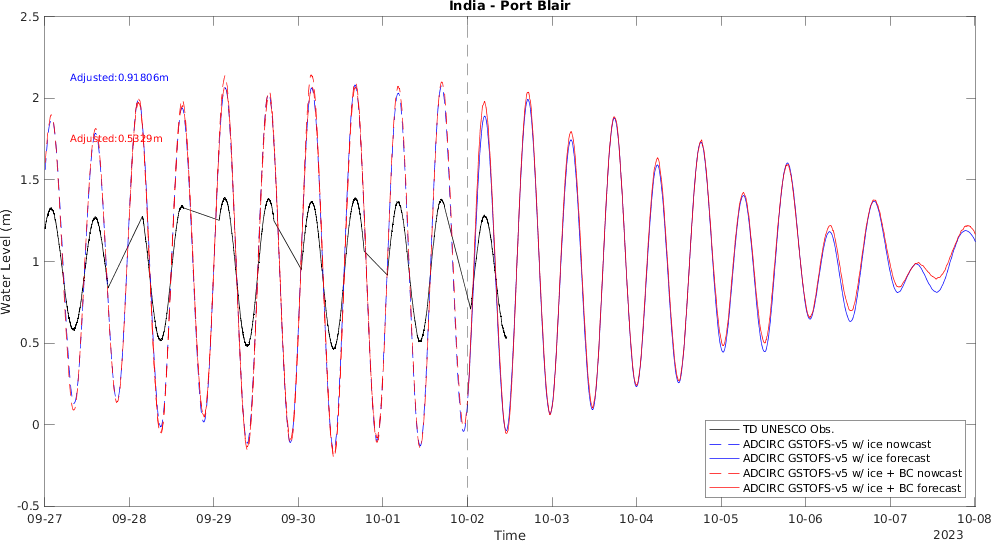 India - Port Blair
2.5
2
1.5
1
0.5
0
-0.5
Water Level (m)
Adjusted:0.91806m
Adjusted:0.5329m
TD UNESCO Obs.
ADCIRC GSTOFS-v5 w/ ice nowcast
ADCIRC GSTOFS-v5 w/ ice forecast
ADCIRC GSTOFS-v5 w/ ice + BC nowcast
ADCIRC GSTOFS-v5 w/ ice + BC forecast
09-27 09-28 09-29 09-30 10-01 10-02 10-03 10-04 10-05 10-06 10-07 10-08
Time
2023